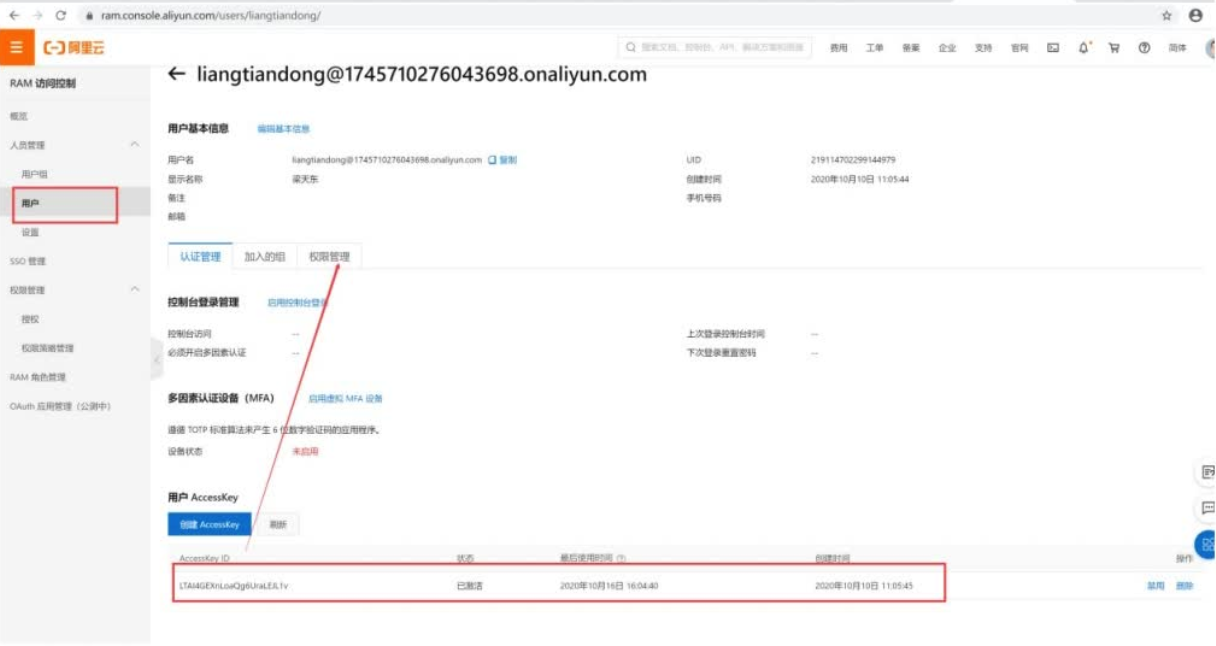 ram.console.aliyun.com/users/liangtiandong/
阿里云
搜索文档、控制台、API、解决方案和资源
费用 工单 备案 企业 支持 官网 简体
RAM 访问控制
liangtiandong@1745710276043698.onaliyun.com
概览
用户基本信息 编辑基本信息
人员管理
用户名 liangtiandong@1745710276043698.onaliyun.com 复制 UID 219114702299144979
用户组
显示名称 梁天东 创建时间 2020年10月10日 11:05:44
备注 手机号码
用户
邮箱
设置
认证管理 加入的组 权限管理
SSO 管理
权限管理
控制台登录管理 启用控制台登录
授权
控制台访问 -- 上次登录控制台时间 --
权限策略管理
必须开启多因素认证 -- 下次登录重置密码 --
RAM 角色管理
多因素认证设备（MFA） 启用虚拟 MFA 设备
OAuth 应用管理（公测中）
遵循 TOTP 标准算法来产生 6 位数字验证码的应用程序。
设备状态 未启用
用户 AccessKey
创建 AccessKey 刷新
AccessKey ID 状态 最后使用时间 创建时间 操作
已激活 2020年10月16日 16:04:40 2020年10月10日 11:05:45 禁用 删除